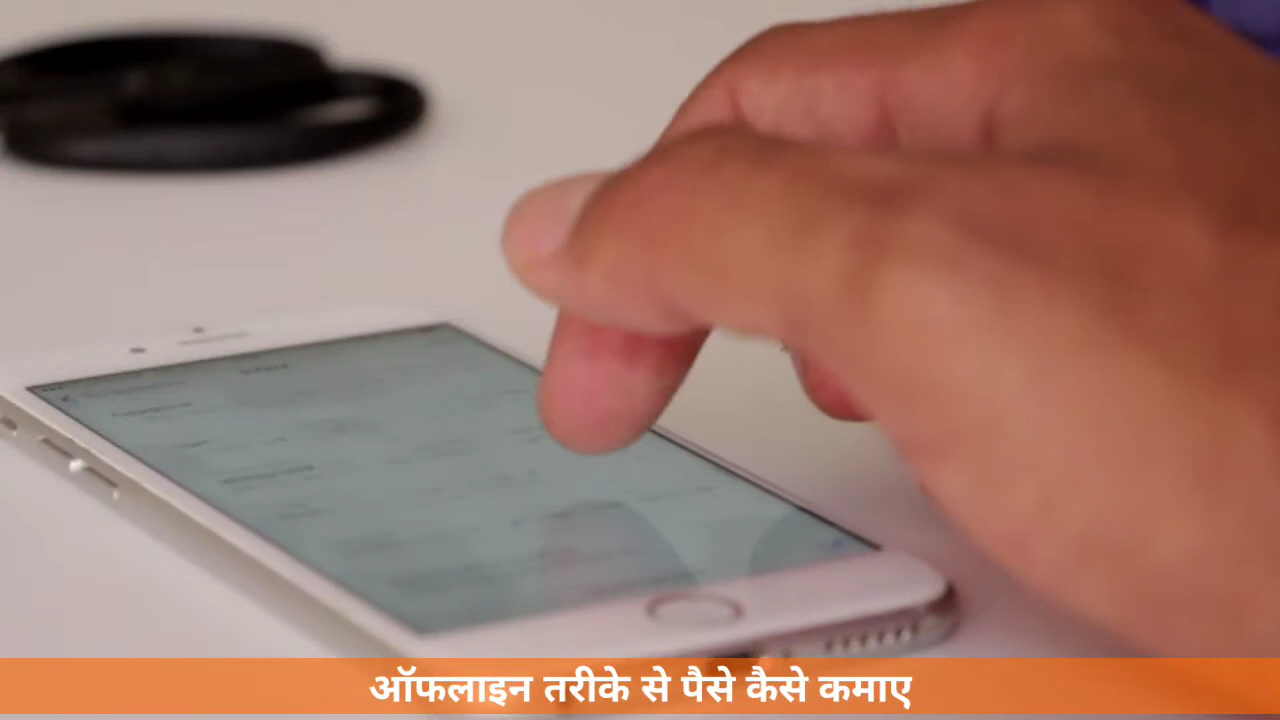 ऑफलाइन तरीके से पैसे कैसे कमाए